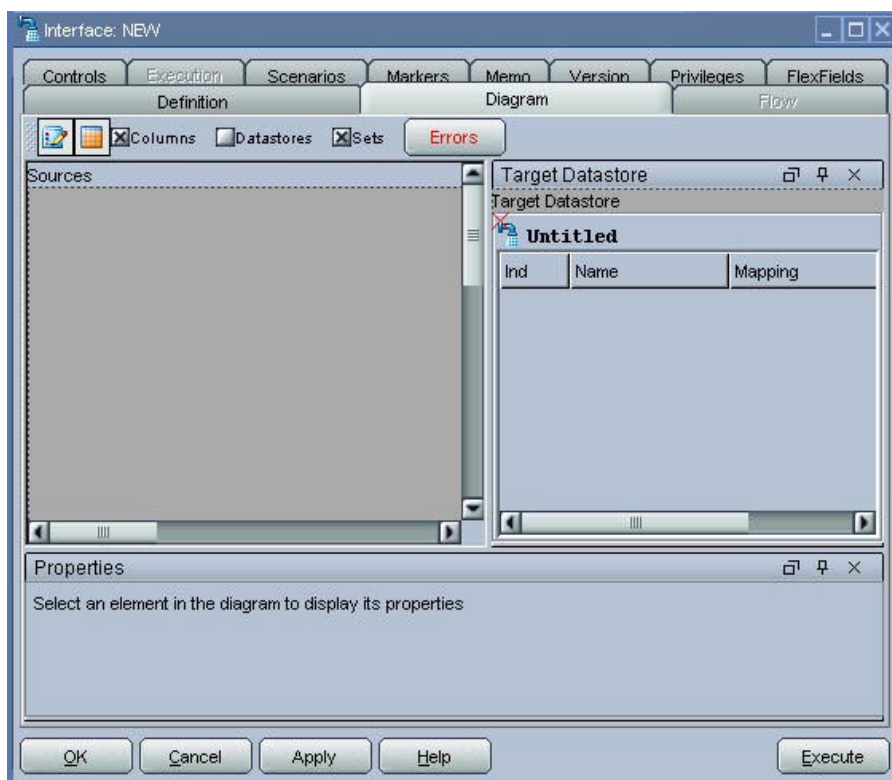 Interface: NEW
Controls Execution Scenarios Markers Memo Version Privileges FlexFields
Definition Diagram Flow
Columns Datastores Sets Errors
Sources
Target Datastore
Target Datastore
Untitled
Ind Name Mapping
Properties
Select an element in the diagram to display its properties
OK Cancel Apply Help Execute